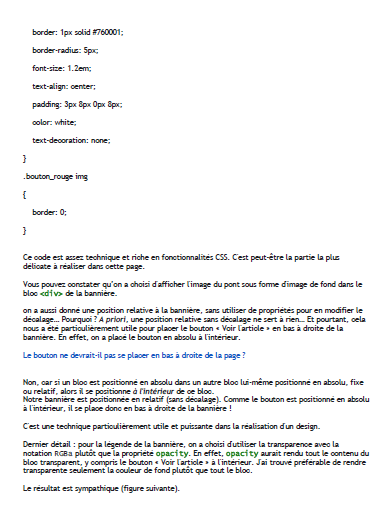 border: 1px solid #760001;
border-radius: 5px;
font-size: 1.2em;
text-align: center;
padding: 3px 8px 0px 8px;
color: white;
text-decoration: none;
}
.bouton_rouge img
{
border: 0;
}
Ce code est assez technique et riche en fonctionnalités CSS. C'est peut-être la partie la plus
délicate à réaliser dans cette page.
Vous pouvez constater qu'on a choisi d'afficher l'image du pont sous forme d'image de fond dans le
bloc <div> de la bannière.
on a aussi donné une position relative à la bannière, sans utiliser de propriétés pour en modifier le
décalage... Pourquoi ? A priori, une position relative sans décalage ne sert à rien... Et pourtant, cela
nous a été particulièrement utile pour placer le bouton « Voir l'article » en bas à droite de la
bannière. En effet, on a placé le bouton en absolu à l'intérieur.
Le bouton ne devrait-il pas se placer en bas à droite de la page ?
Non, car si un bloc est positionné en absolu dans un autre bloc lui-même positionné en absolu, fixe
ou relatif, alors il se positionne à l'intérieur de ce bloc.
Notre bannière est positionnée en relatif (sans décalage). Comme le bouton est positionné en absolu
à l'intérieur, il se place donc en bas à droite de la bannière !
C'est une technique particulièrement utile et puissante dans la réalisation d'un design.
Dernier détail : pour la légende de la bannière, on a choisi d'utiliser la transparence avec la
notation RGBa plutôt que la propriété opacity. En effet, opacity aurait rendu tout le contenu du
bloc transparent, y compris le bouton « Voir l'article » à l'intérieur. J'ai trouvé préférable de rendre
transparente seulement la couleur de fond plutôt que tout le bloc.
Le résultat est sympathique (figure suivante).